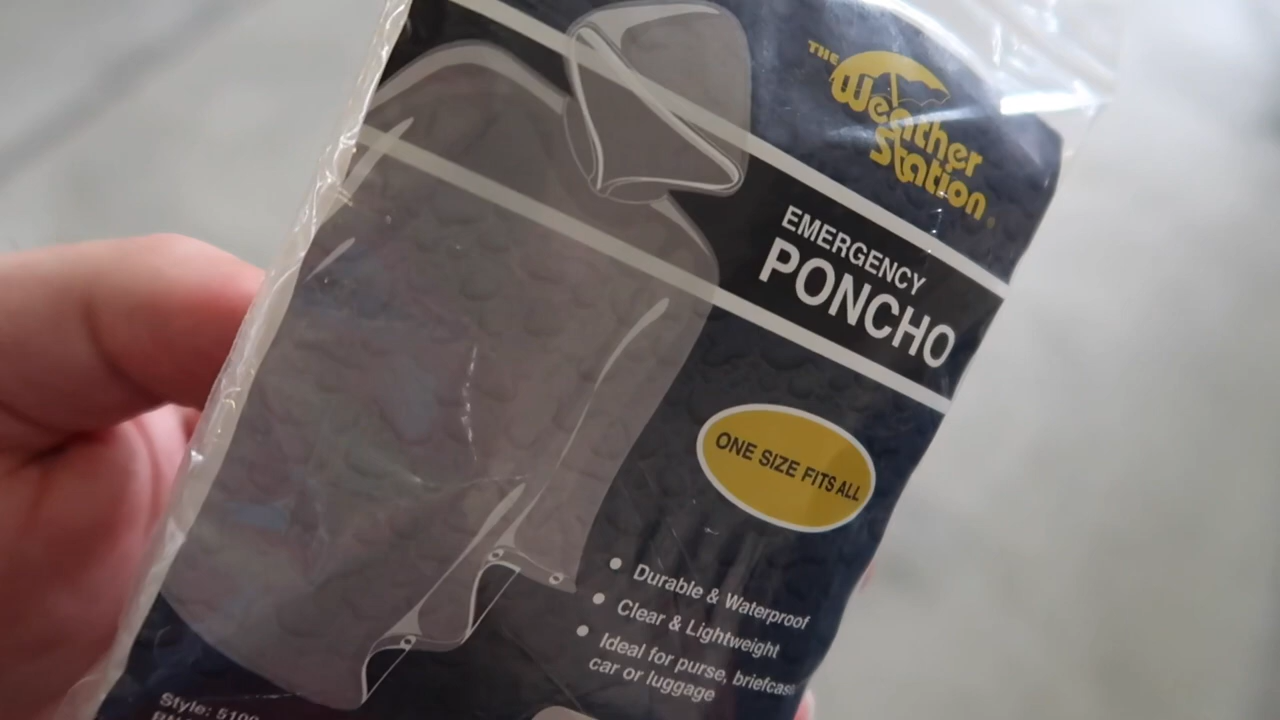 THE
Weather
Station
EMERGENCY
PONCHO
ONE SIZE FITS ALL
Durable & Waterproof
Clear & Lightweight
Ideal for purse, briefcase
car or luggage
Style: 5100